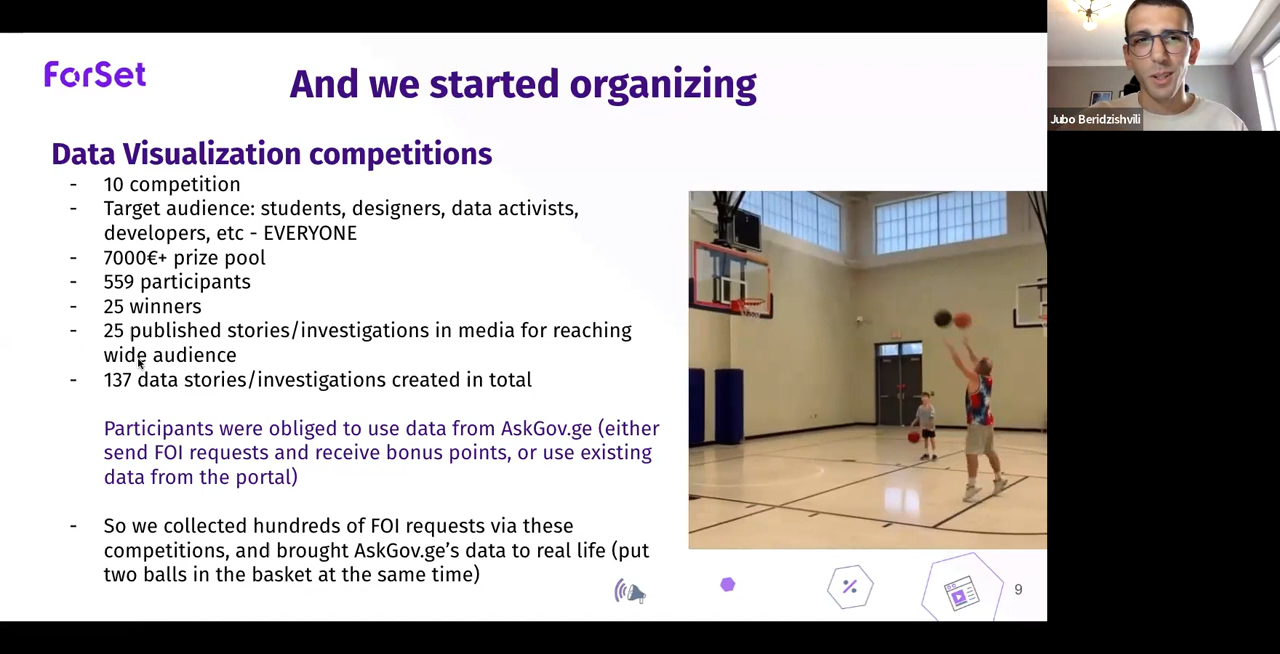 ForSet
And we started organizing
Data Visualization competitions
- 10 competition
- Target audience: students, designers, data activists,
developers, etc - EVERYONE
- 7000€+ prize pool
- 559 participants
- 25 winners
- 25 published stories/investigations in media for reaching
wide audience
- 137 data stories/investigations created in total
Participants were obliged to use data from AskGov.ge (either
send FOI requests and receive bonus points, or use existing
data from the portal)
- So we collected hundreds of FOI requests via these
competitions, and brought AskGov.ge’s data to real life (put
two balls in the basket at the same time)
9
Jubo Beridzishvili